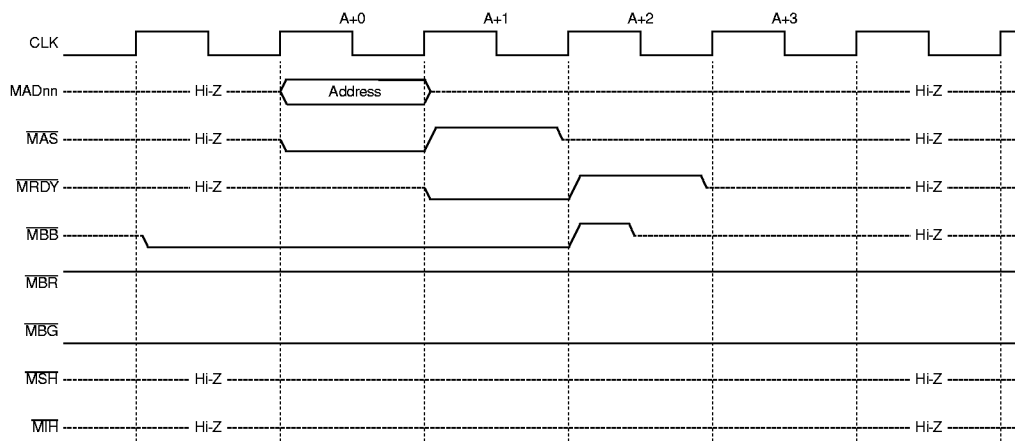 A+0 A+1 A+2 A+3
CLK
MADnn Hi-Z Address Hi-Z
MAS Hi-Z Hi-Z
MRDY Hi-Z Hi-Z
MBB Hi-Z
MBR
MBG
MSH Hi-Z Hi-Z
MIH Hi-Z Hi-Z